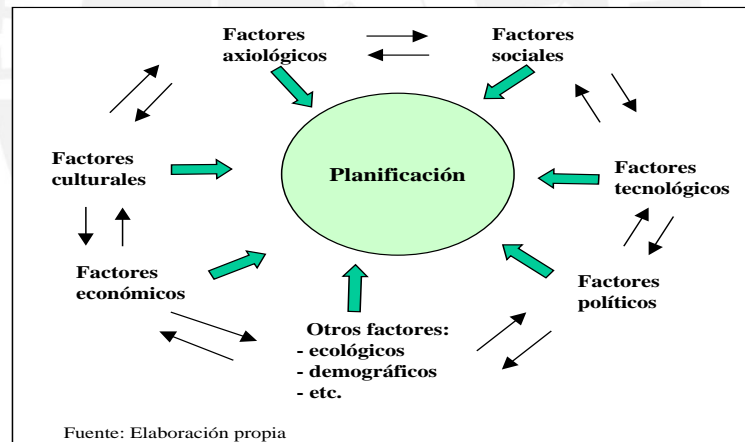 Factores
axiológicos
Factores
sociales
Factores
culturales
Planificación
Factores
tecnológicos
Factores
económicos
Factores
políticos
Otros factores:
- ecológicos
- demográficos
- etc.
Fuente: Elaboración propia